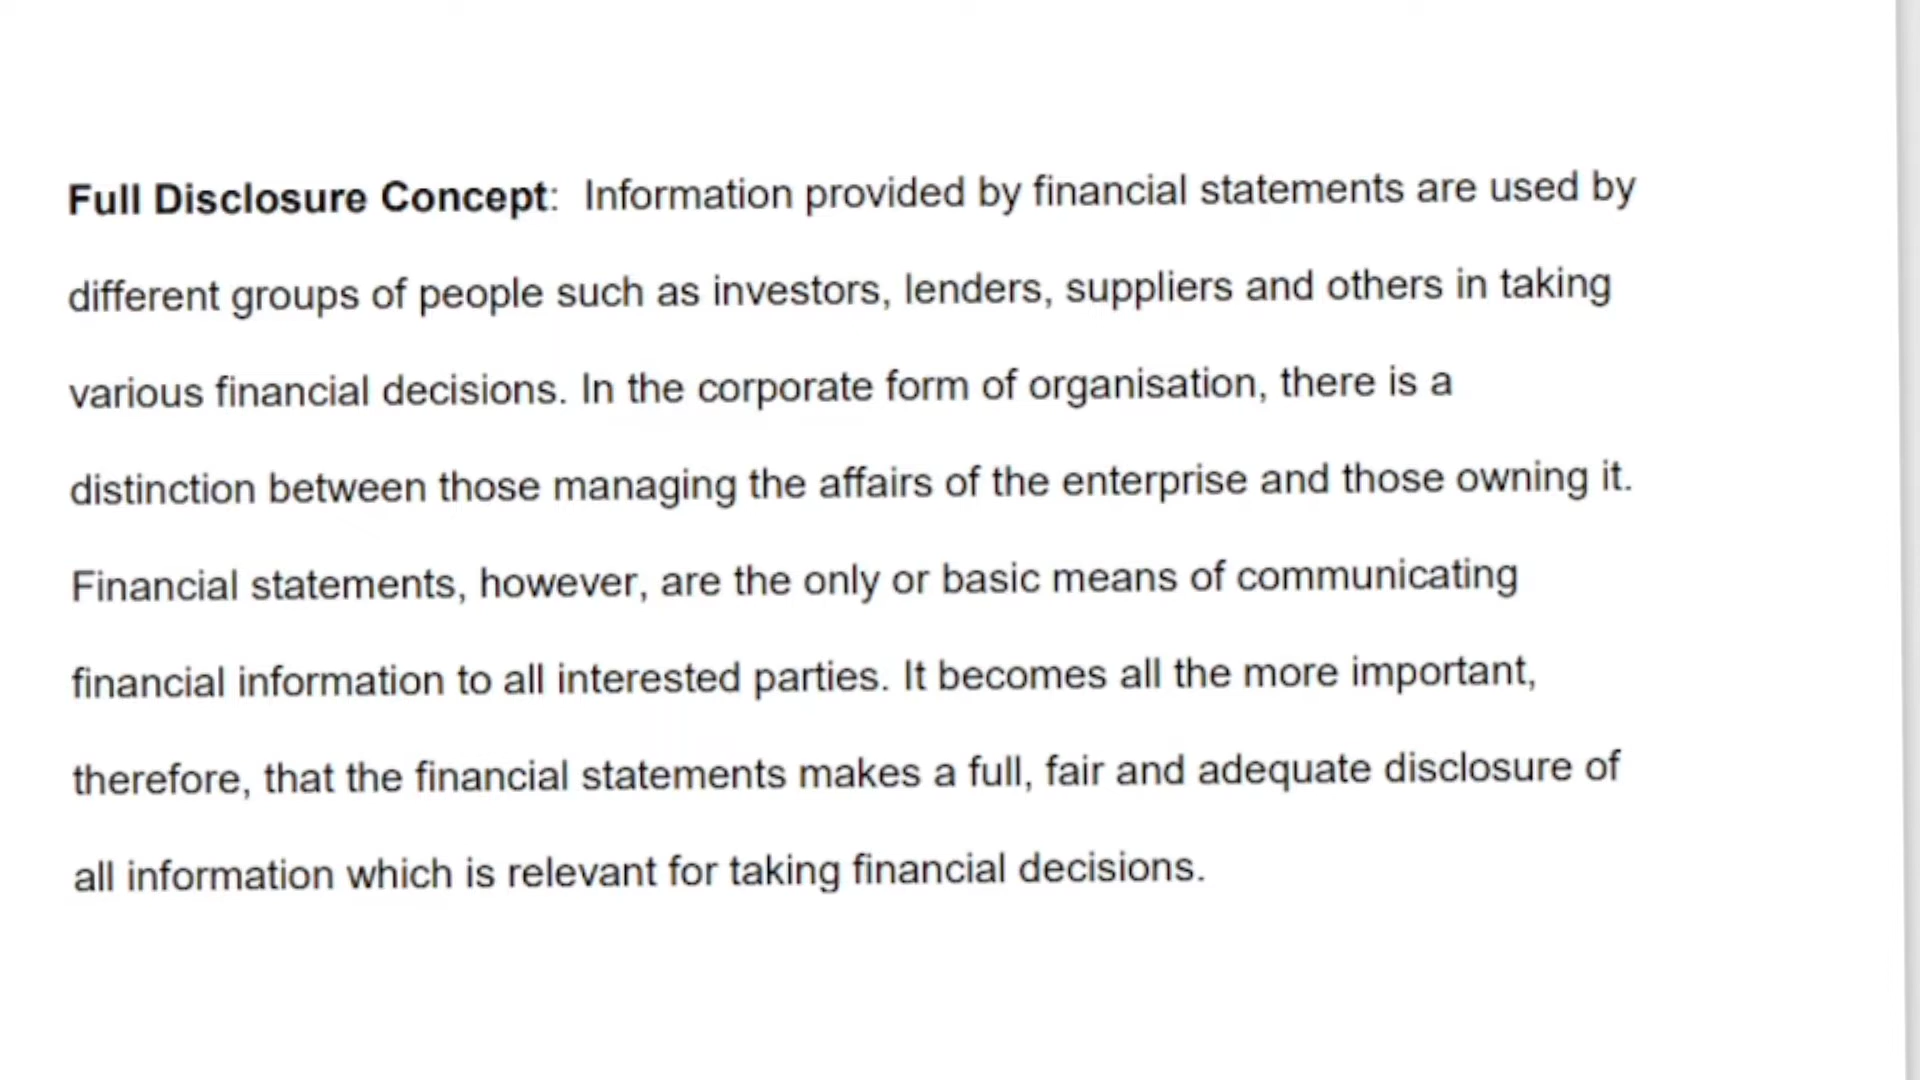 Full Disclosure Concept: Information provided by financial statements are used by
different groups of people such as investors, lenders, suppliers and others in taking
various financial decisions. In the corporate form of organisation, there is a
distinction between those managing the affairs of the enterprise and those owning it.
Financial statements, however, are the only or basic means of communicating
financial information to all interested parties. It becomes all the more important,
therefore, that the financial statements makes a full, fair and adequate disclosure of
all information which is relevant for taking financial decisions.